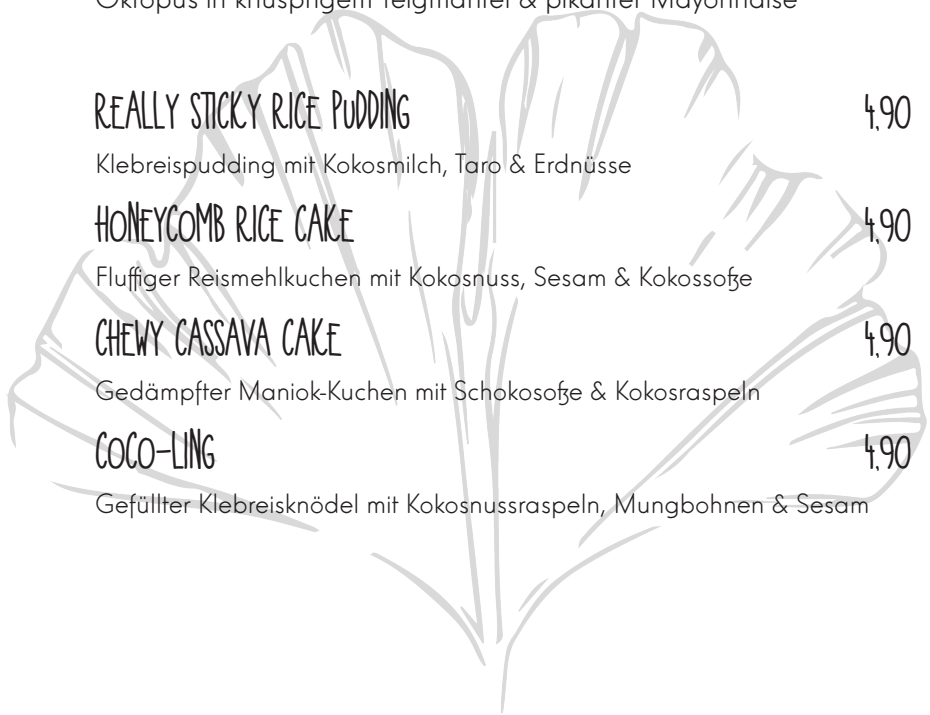 Oktopus in knusprigem Teigmantel & pikanter Mayonnaise
REALLY STICKY RICE PUDDING 4,90
Klebreispudding mit Kokosmilch, Taro & Erdnüsse
HONEYCOMB RICE CAKE 4,90
Fluffiger Reismehlkuchen mit Kokosnuss, Sesam & Kokossoße
CHEWY CASSAVA CAKE 4,90
Gedämpfter Maniok-Kuchen mit Schokosoße & Kokosraspeln
COCO-LING 4,90
Gefüllter Klebreisknödel mit Kokosnussraspeln, Mungbohnen & Sesam